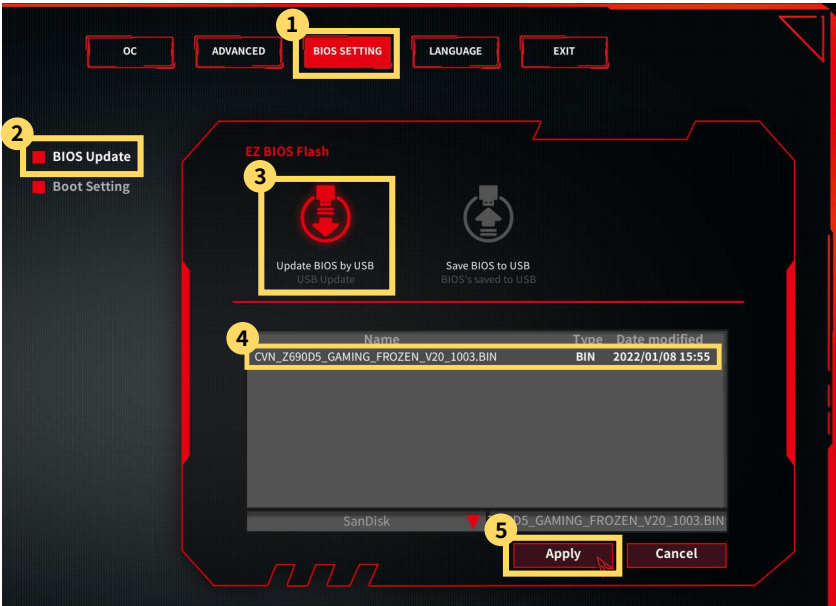 1
OC
ADVANCED
BIOS SETTING
LANGUAGE
EXIT
2
BIOS Update
Boot Setting
EZ BIOS Flash
3
Update BIOS by USB
USB Update
Save BIOS to USB
BIOS's saved to USB
4
Name Type Date modified
CVN_Z690D5_GAMING_FROZEN_V20_1003.BIN BIN 2022/01/08 15:55
SanDisk
D5_GAMING_FROZEN_V20_1003.BIN
5
Apply
Cancel